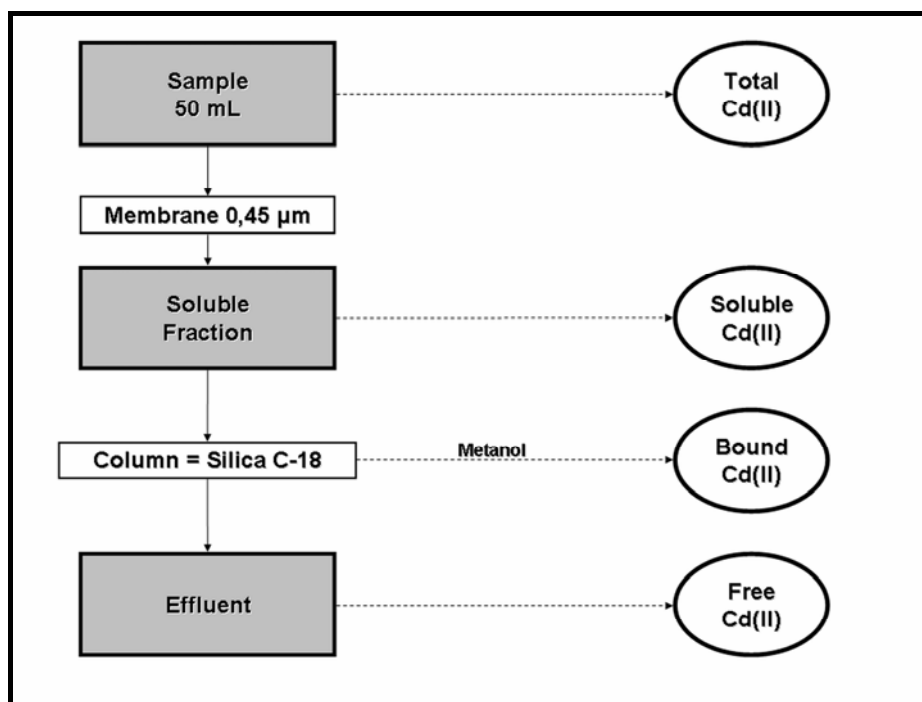 Sample
50 mL
Total
Cd(II)
Membrane 0,45 µm
Soluble
Fraction
Soluble
Cd(II)
Column = Silica C-18
Metanol
Bound
Cd(II)
Effluent
Free
Cd(II)